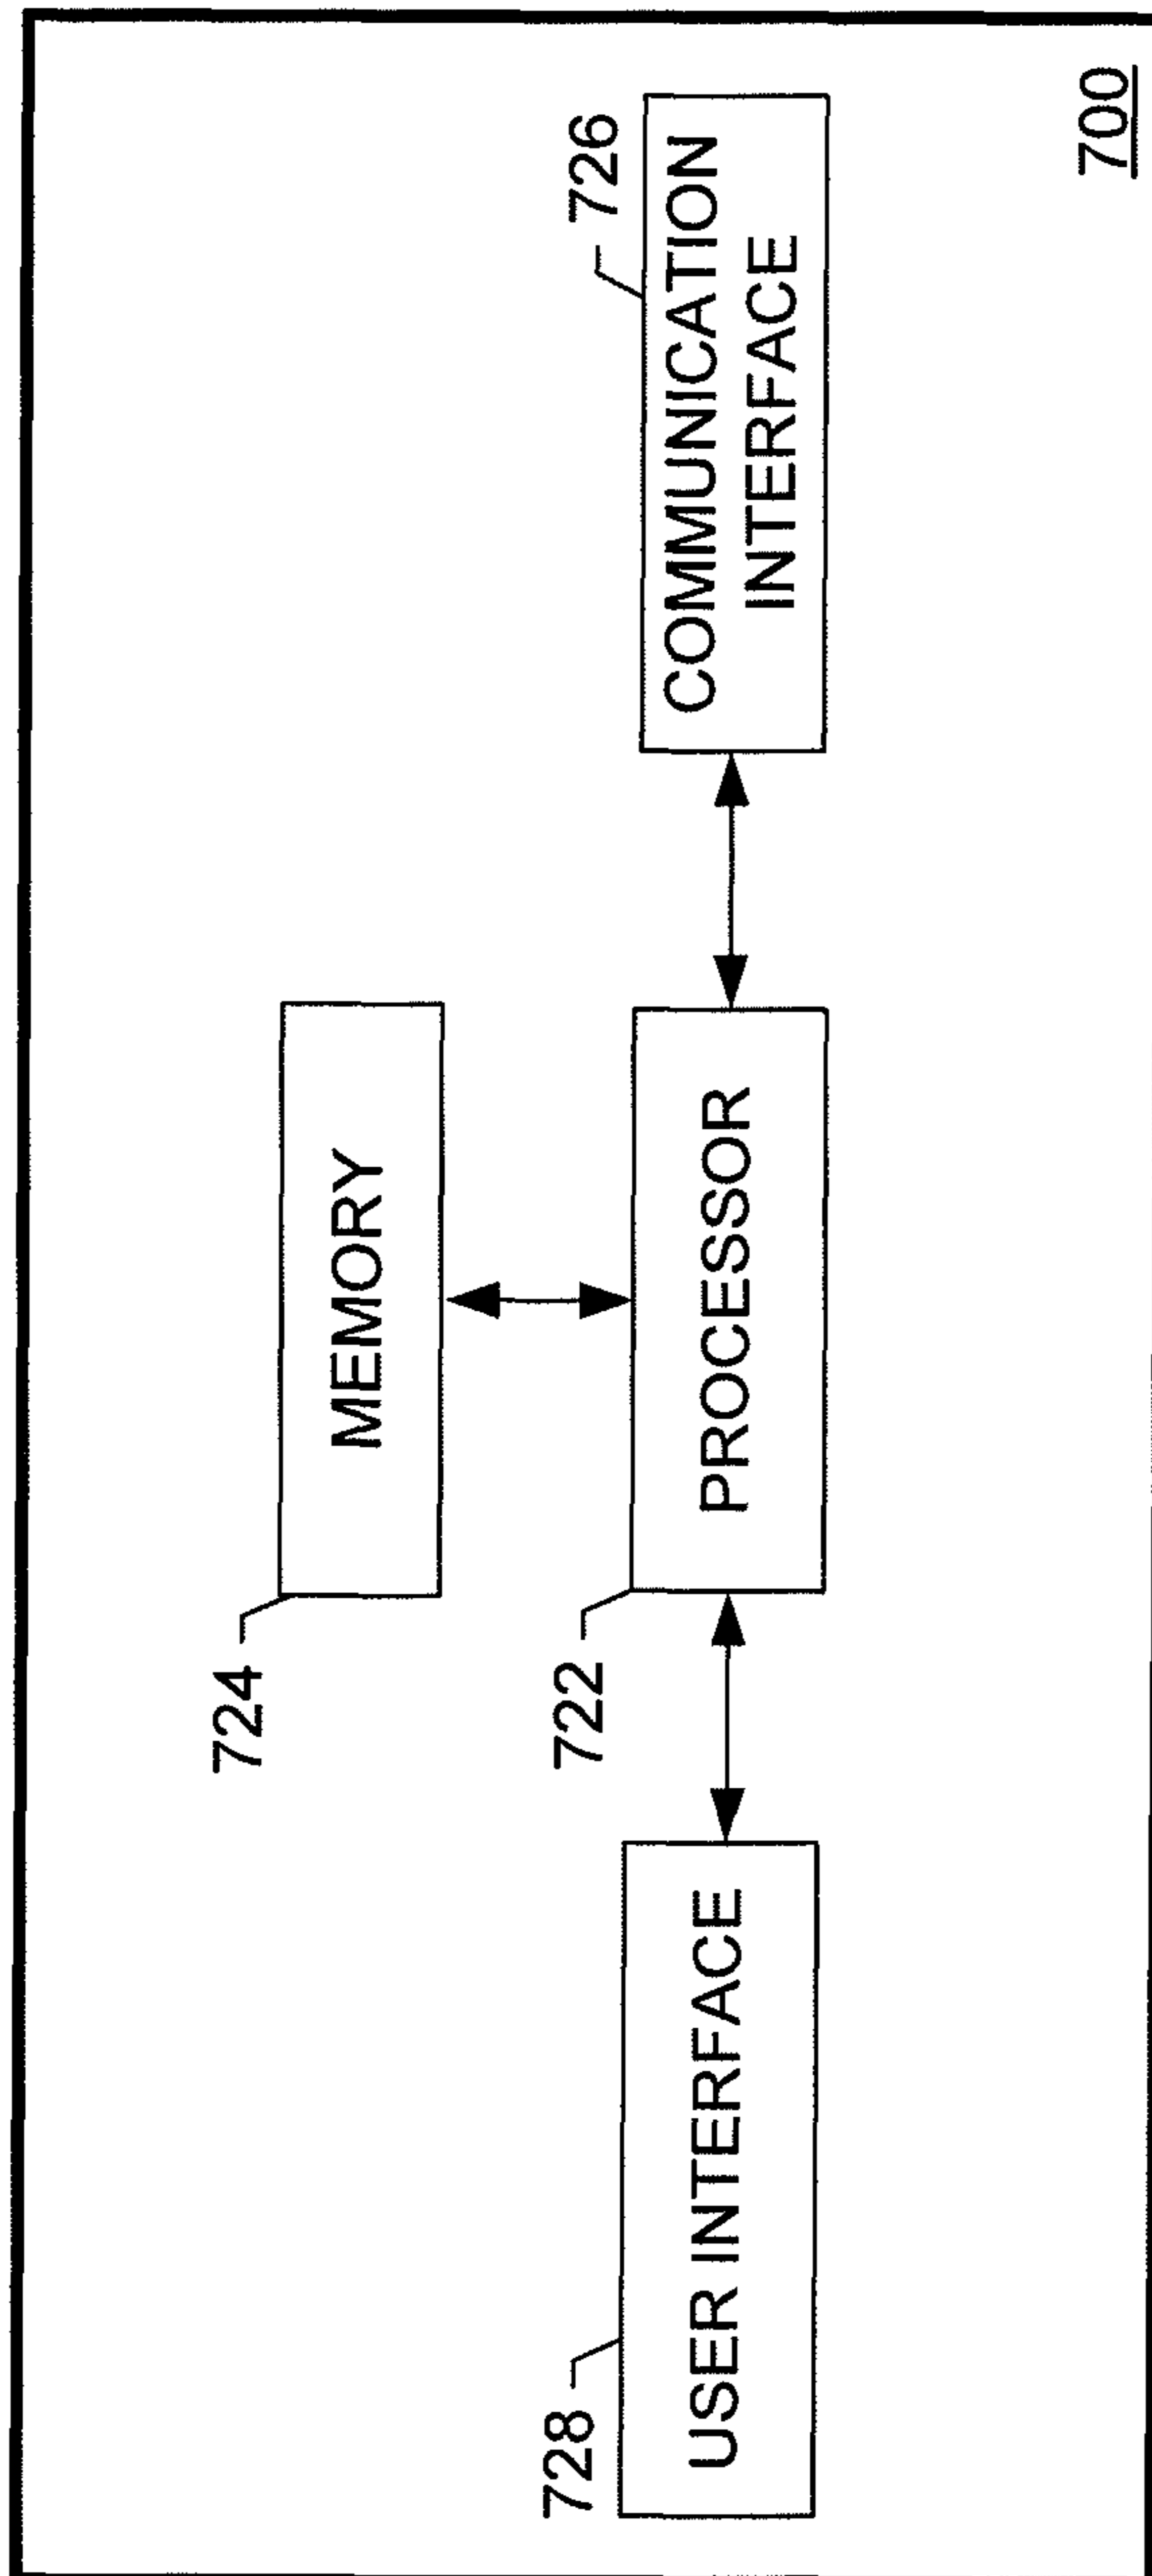 724
MEMORY
728
USER INTERFACE
722
PROCESSOR
726
COMMUNICATION
INTERFACE
700